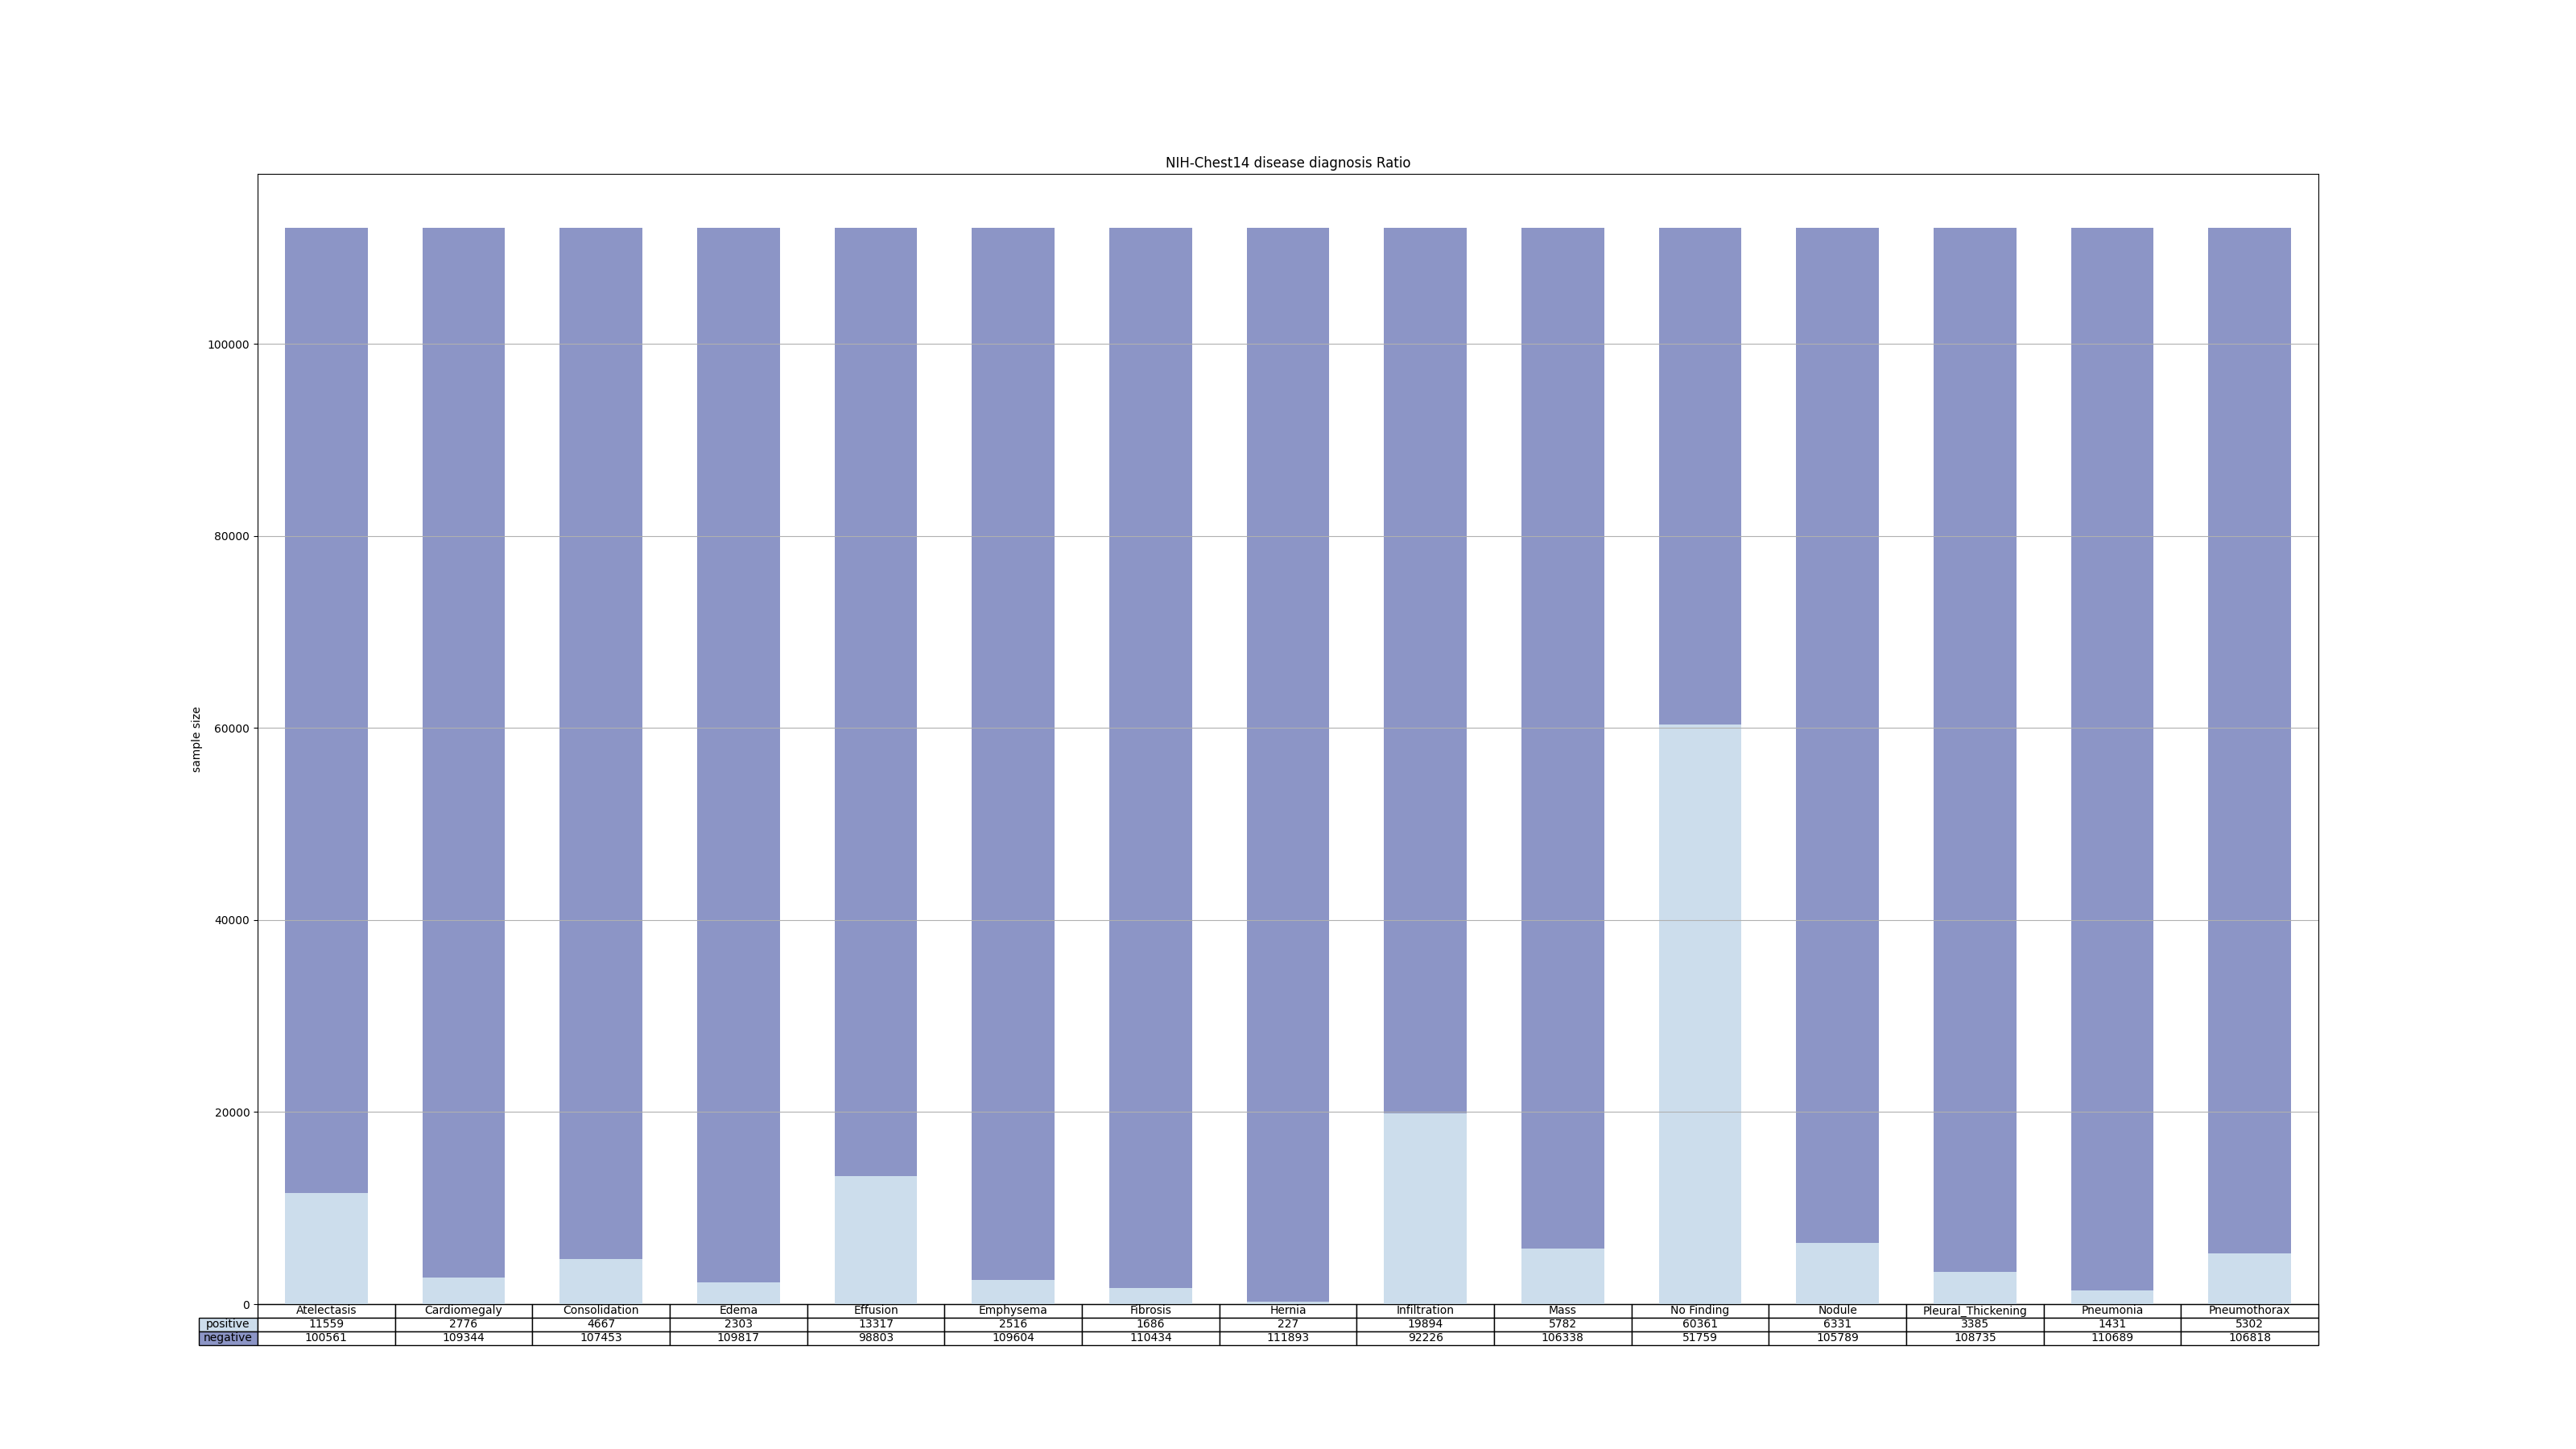 NIH-Chest14 disease diagnosis Ratio
100000
80000
60000
40000
20000
0
sample size
Atelectasis Cardiomegaly Consolidation Edema Effusion Emphysema Fibrosis Hernia Infiltration Mass No Finding Nodule Pleural_Thickening Pneumonia Pneumothorax
positive 11559 2776 4667 2303 13317 2516 1686 227 19894 5782 60361 6331 3385 1431 5302
negative 100561 109344 107453 109817 98803 109604 110434 111893 92226 106338 51759 105789 108735 110689 106818